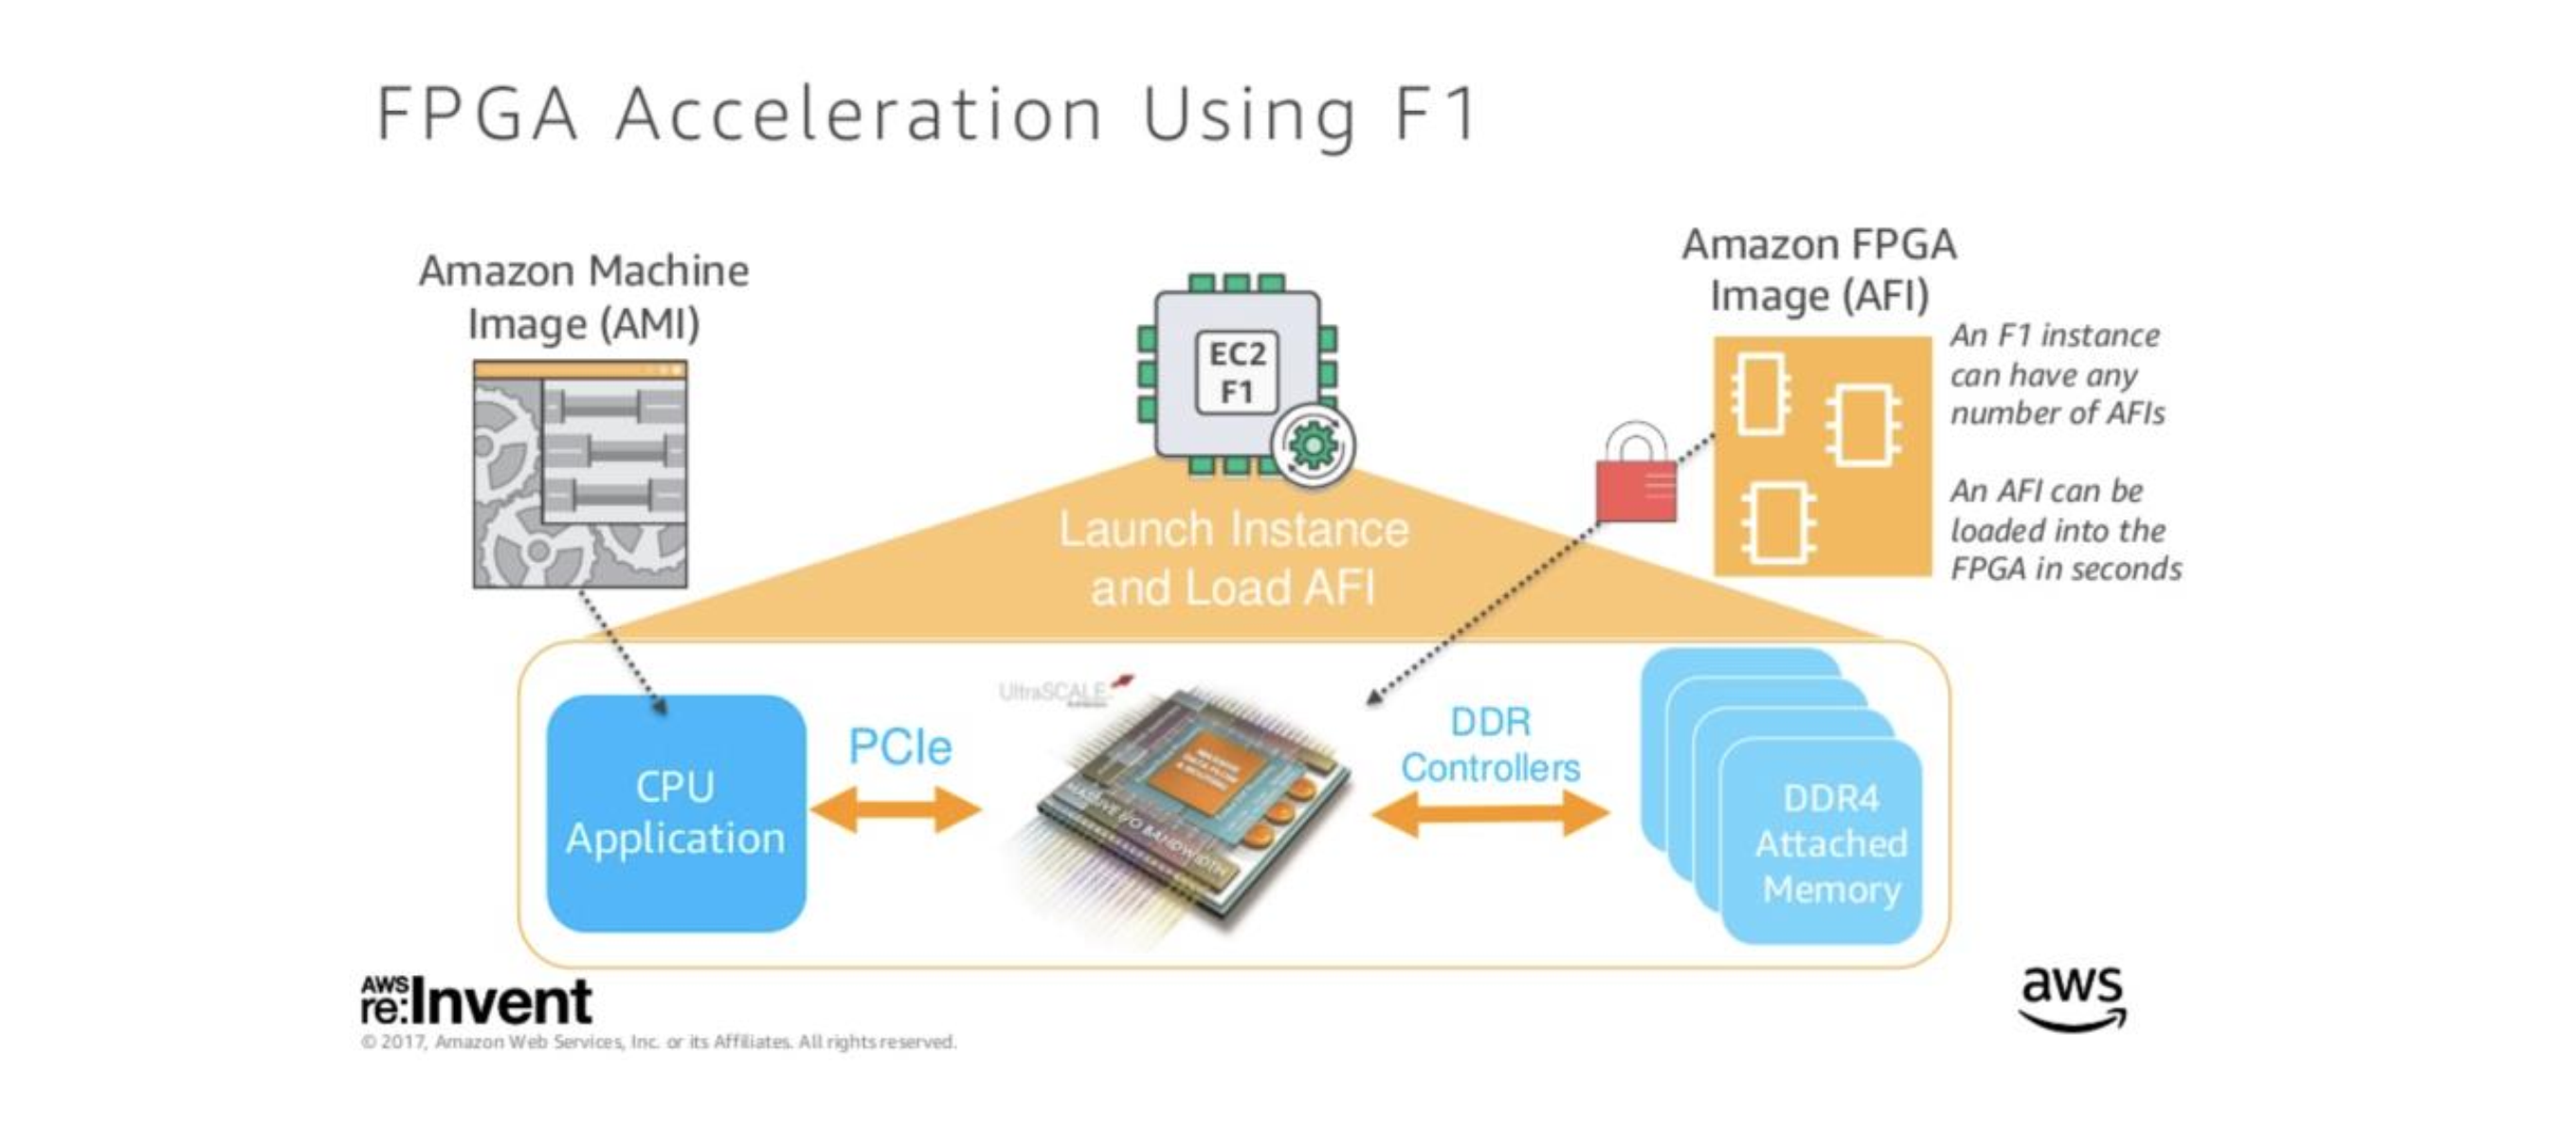 FPGA Acceleration Using F1
Amazon Machine
Image (AMI)
EC2
F1
Launch Instance
and Load AFI
Amazon FPGA
Image (AFI)
An F1 instance
can have any
number of AFIs
An AFI can be
loaded into the
FPGA in seconds
CPU
Application
PCIe
UltraSCALE
MASSIVE I/O BANDWIDTH
DDR
Controllers
DDR4
Attached
Memory
AWS
re:Invent
© 2017, Amazon Web Services, Inc. or its Affiliates. All rights reserved.
aws